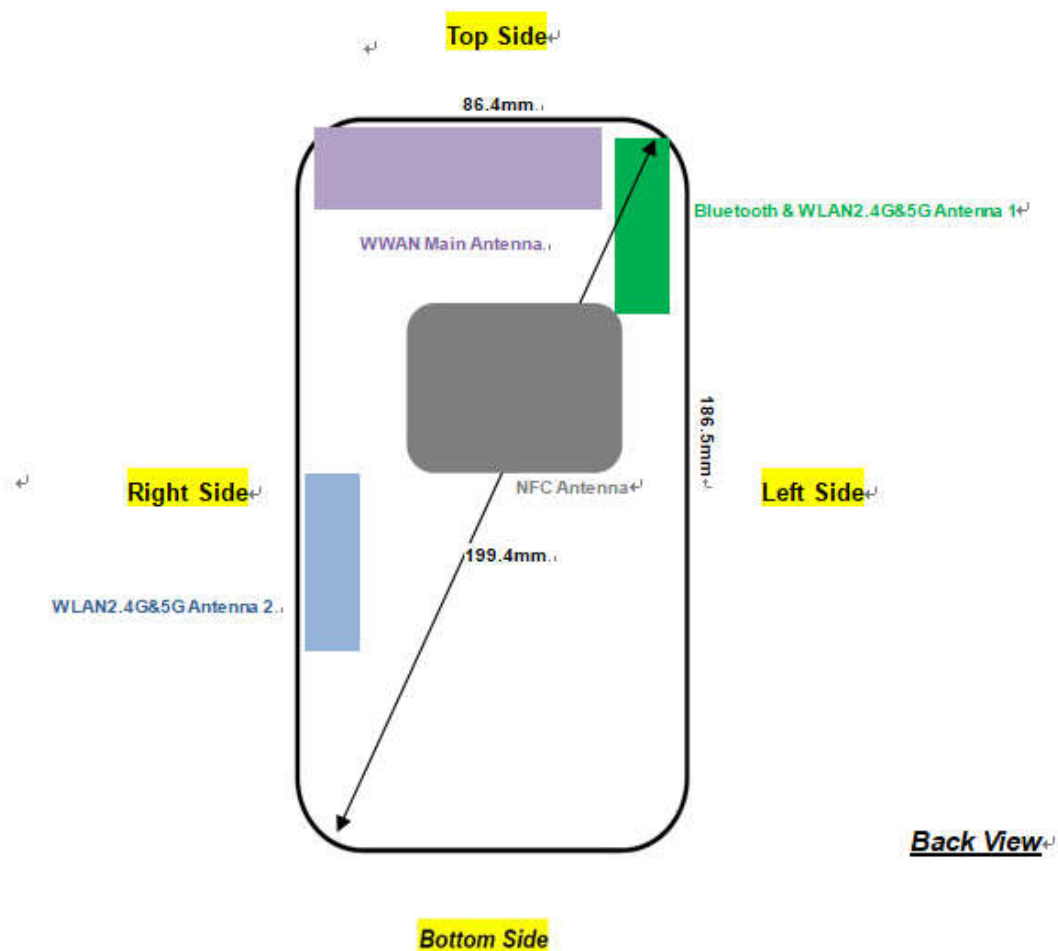 Top Side
86.4mm
Bluetooth & WLAN2.4G&5G Antenna 1
WWAN Main Antenna
186.5mm
Right Side
NFC Antenna
Left Side
199.4mm
WLAN2.4G&5G Antenna 2
Back View
Bottom Side